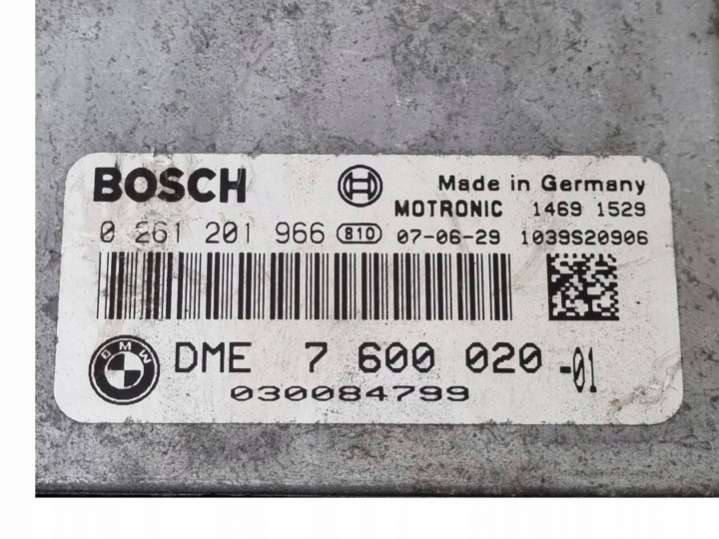 BOSCH Made in Germany
MOTRONIC 1469 1529
0 261 201 966 810 07-06-29 1039S20906
BMW DME 7 600 020 -01
030084799